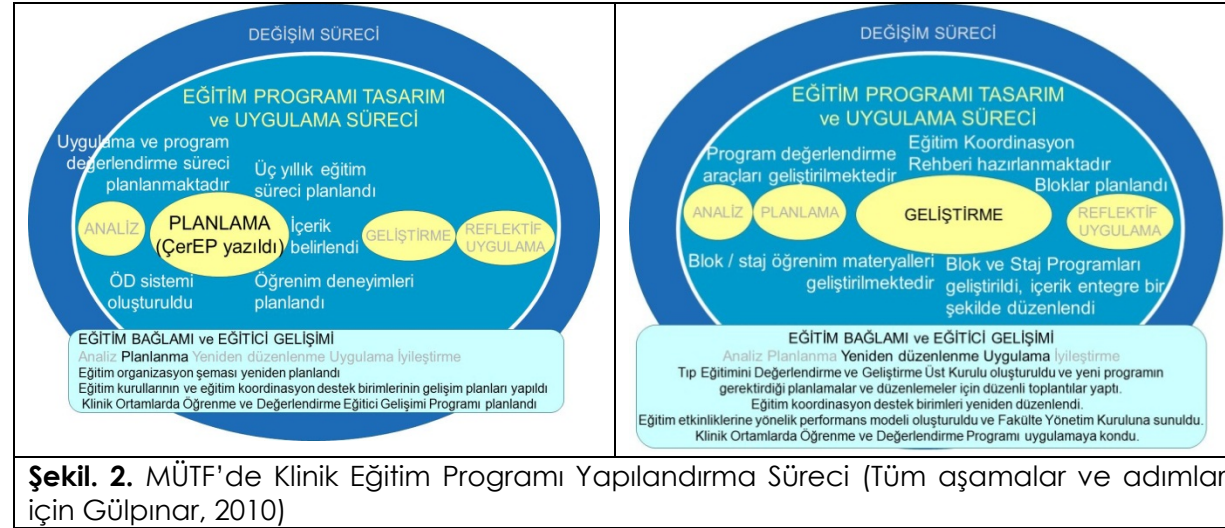 DEĞİŞİM SÜRECİ
EĞİTİM PROGRAMI TASARIM
ve UYGULAMA SÜRECİ
Uygulama ve program
değerlendirme süreci
planlanmaktadır
Üç yıllık eğitim
süreci planlandı
ANALİZ
PLANLAMA
(ÇerEP yazıldı)
İçerik
belirlendi
GELİŞTİRME
REFLEKTİF
UYGULAMA
ÖD sistemi
oluşturuldu
Öğrenim deneyimleri
planlandı
EĞİTİM BAĞLAMI ve EĞİTİCİ GELİŞİMİ
Analiz Planlanma Yeniden düzenlenme Uygulama İyileştirme
Eğitim organizasyon şeması yeniden planlandı
Eğitim kurullarının ve eğitim koordinasyon destek birimlerinin gelişim planları yapıldı
Klinik Ortamlarda Öğrenme ve Değerlendirme Eğitici Gelişimi Programı planlandı
DEĞİŞİM SÜRECİ
EĞİTİM PROGRAMI TASARIM
ve UYGULAMA SÜRECİ
Program değerlendirme
araçları geliştirilmektedir
Eğitim Koordinasyon
Rehberi hazırlanmaktadır
Bloklar planlandı
ANALİZ
PLANLAMA
GELİŞTİRME
REFLEKTİF
UYGULAMA
Blok / staj öğrenim materyalleri
geliştirilmektedir
Blok ve Staj Programları
geliştirildi, içerik entegre bir
şekilde düzenlendi
EĞİTİM BAĞLAMI ve EĞİTİCİ GELİŞİMİ
Analiz Planlanma Yeniden düzenlenme Uygulama İyileştirme
Tıp Eğitimini Değerlendirme ve Geliştirme Üst Kurulu oluşturuldu ve yeni programın
gerektirdiği planlamalar ve düzenlemeler için düzenli toplantılar yaptı.
Eğitim koordinasyon destek birimleri yeniden düzenlendi.
Eğitim etkinliklerine yönelik performans modeli oluşturuldu ve Fakülte Yönetim Kuruluna sunuldu.
Klinik Ortamlarda Öğrenme ve Değerlendirme Programı uygulamaya kondu.
Şekil. 2. MÜTF’de Klinik Eğitim Programı Yapılandırma Süreci (Tüm aşamalar ve adımlar
için Gülpınar, 2010)